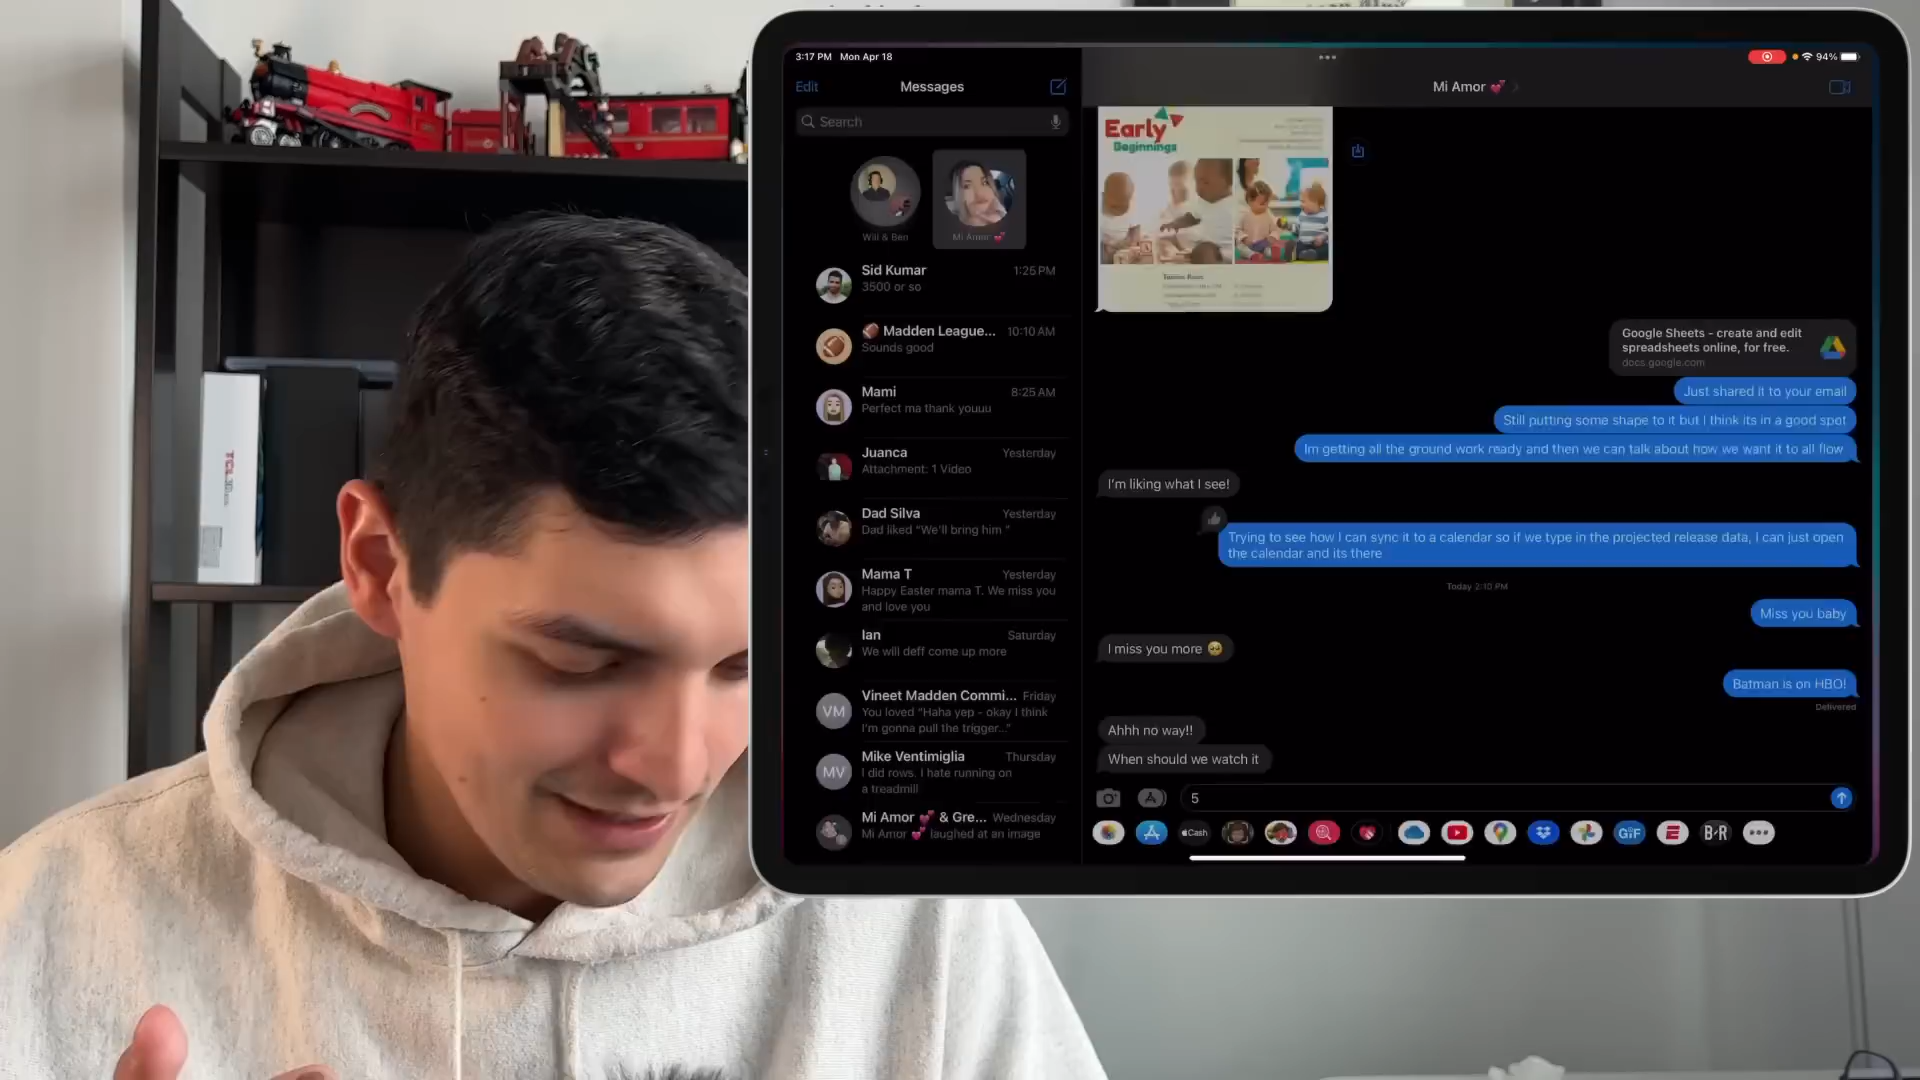 3:17 PM Mon Apr 18
94%
Edit
Messages
Search
Will & Ben
Mi Amor 💕
Sid Kumar
1:25 PM
3500 or so
🏈 Madden League...
10:10 AM
Sounds good
Mami
8:25 AM
Perfect ma thank youuu
Juanca
Yesterday
Attachment: 1 Video
Dad Silva
Yesterday
Dad liked “We'll bring him ”
Mama T
Yesterday
Happy Easter mama T. We miss you
and love you
Ian
Saturday
We will deff come up more
VM
Vineet Madden Commi...
Friday
You loved “Haha yep - okay I think
I'm gonna pull the trigger...”
MV
Mike Ventimiglia
Thursday
I did rows. I hate running on
a treadmill
Mi Amor 💕 & Gre...
Wednesday
Mi Amor 💕 laughed at an image
Mi Amor 💕
Early
Beginnings
Google Sheets - create and edit
spreadsheets online, for free.
docs.google.com
Just shared it to your email
Still putting some shape to it but I think its in a good spot
Im getting all the ground work ready and then we can talk about how we want it to all flow
I'm liking what I see!
Trying to see how I can sync it to a calendar so if we type in the projected release data, I can just open
the calendar and its there
Today 2:10 PM
Miss you baby
I miss you more 🥺
Batman is on HBO!
Delivered
Ahhh no way!!
When should we watch it
5
Cash
GIF
B/R
TCL